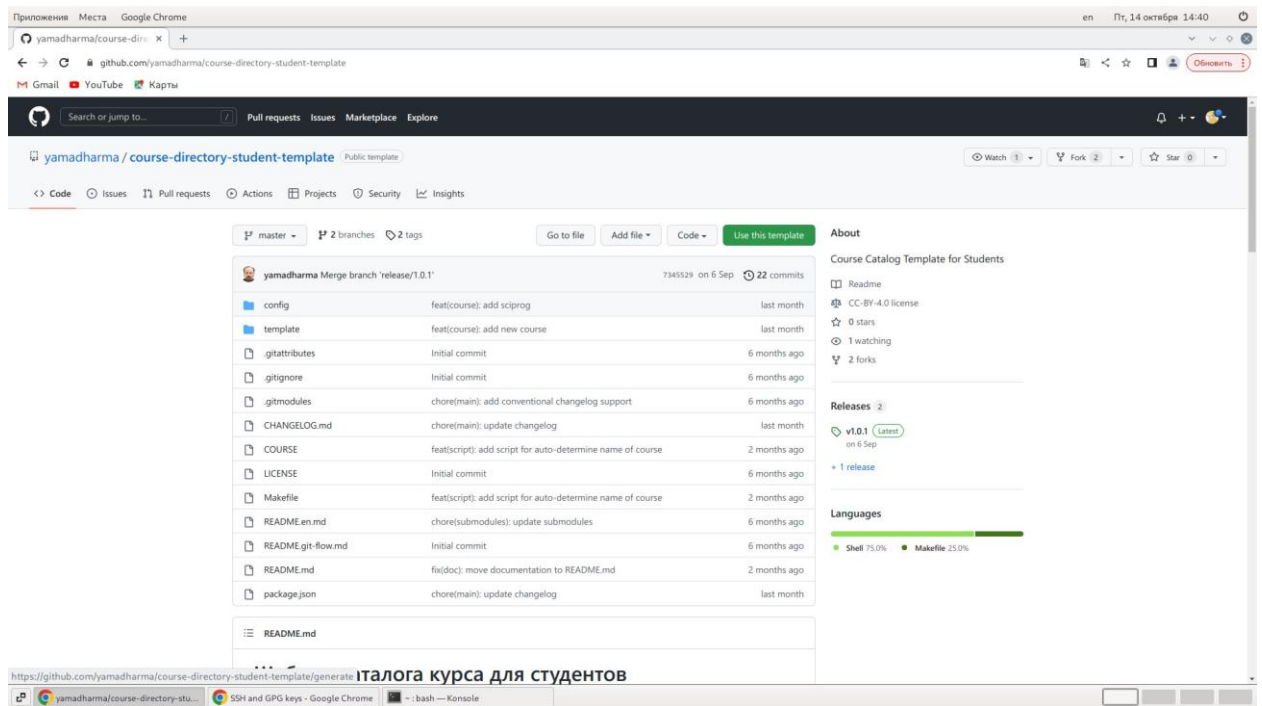 Приложения Места Google Chrome en Пт, 14 октября 14:40
yamadharma/course-dire × +
github.com/yamadharma/course-directory-student-template Обновить
Gmail YouTube Карты
Search or jump to... / Pull requests Issues Marketplace Explore
yamadharma / course-directory-student-template Public template Watch 1 Fork 2 Star 0
<> Code Issues Pull requests Actions Projects Security Insights
master 2 branches 2 tags Go to file Add file Code Use this template
yamadharma Merge branch 'release/1.0.1' 7345529 on 6 Sep 22 commits
config feat(course): add sciprog last month
template feat(course): add new course last month
.gitattributes Initial commit 6 months ago
.gitignore Initial commit 6 months ago
.gitmodules chore(main): add conventional changelog support 6 months ago
CHANGELOG.md chore(main): update changelog last month
COURSE feat(script): add script for auto-determine name of course 2 months ago
LICENSE Initial commit 6 months ago
Makefile feat(script): add script for auto-determine name of course 2 months ago
README.en.md chore(submodules): update submodules 6 months ago
README.git-flow.md Initial commit 6 months ago
README.md fix(doc): move documentation to README.md 2 months ago
package.json chore(main): update changelog last month
README.md
About
Course Catalog Template for Students
Readme
CC-BY-4.0 license
0 stars
1 watching
2 forks
Releases 2
v1.0.1 Latest
on 6 Sep
+ 1 release
Languages
Shell 75.0% Makefile 25.0%
талога курса для студентов
https://github.com/yamadharma/course-directory-student-template/generate
yamadharma/course-directory-stu... SSH and GPG keys - Google Chrome ~ : bash — Konsole